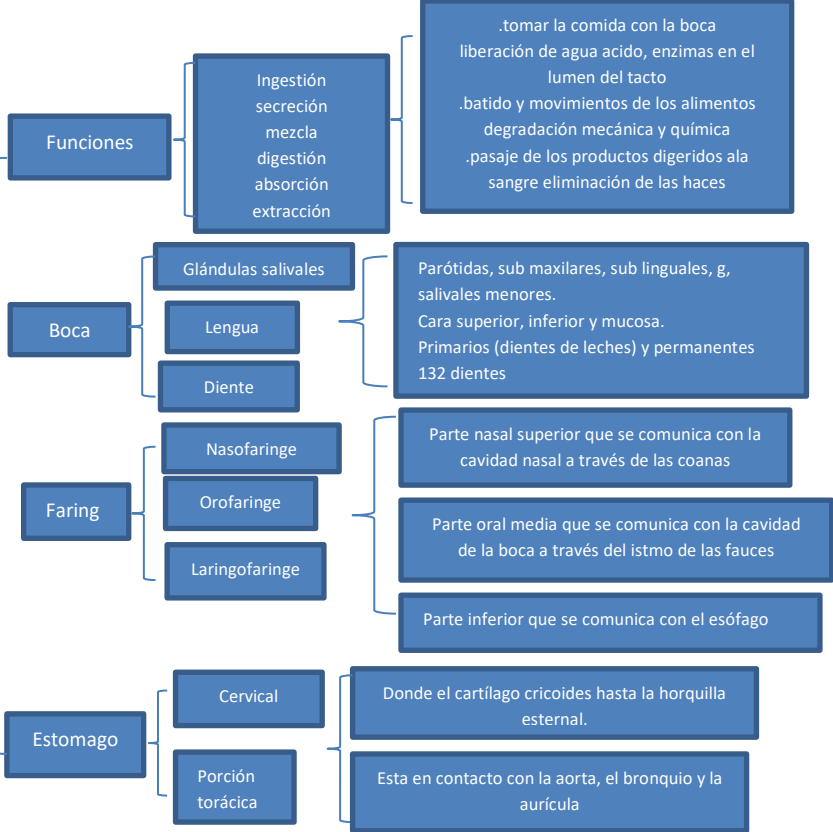 Funciones
Ingestión
secreción
mezcla
digestión
absorción
extracción
.tomar la comida con la boca
liberación de agua acido, enzimas en el
lumen del tacto
.batido y movimientos de los alimentos
degradación mecánica y química
.pasaje de los productos digeridos ala
sangre eliminación de las haces
Boca
Glándulas salivales
Lengua
Diente
Parótidas, sub maxilares, sub linguales, g,
salivales menores.
Cara superior, inferior y mucosa.
Primarios (dientes de leches) y permanentes
132 dientes
Faring
Nasofaringe
Orofaringe
Laringofaringe
Parte nasal superior que se comunica con la
cavidad nasal a través de las coanas
Parte oral media que se comunica con la cavidad
de la boca a través del istmo de las fauces
Parte inferior que se comunica con el esófago
Estomago
Cervical
Porción
torácica
Donde el cartílago cricoides hasta la horquilla
esternal.
Esta en contacto con la aorta, el bronquio y la
aurícula